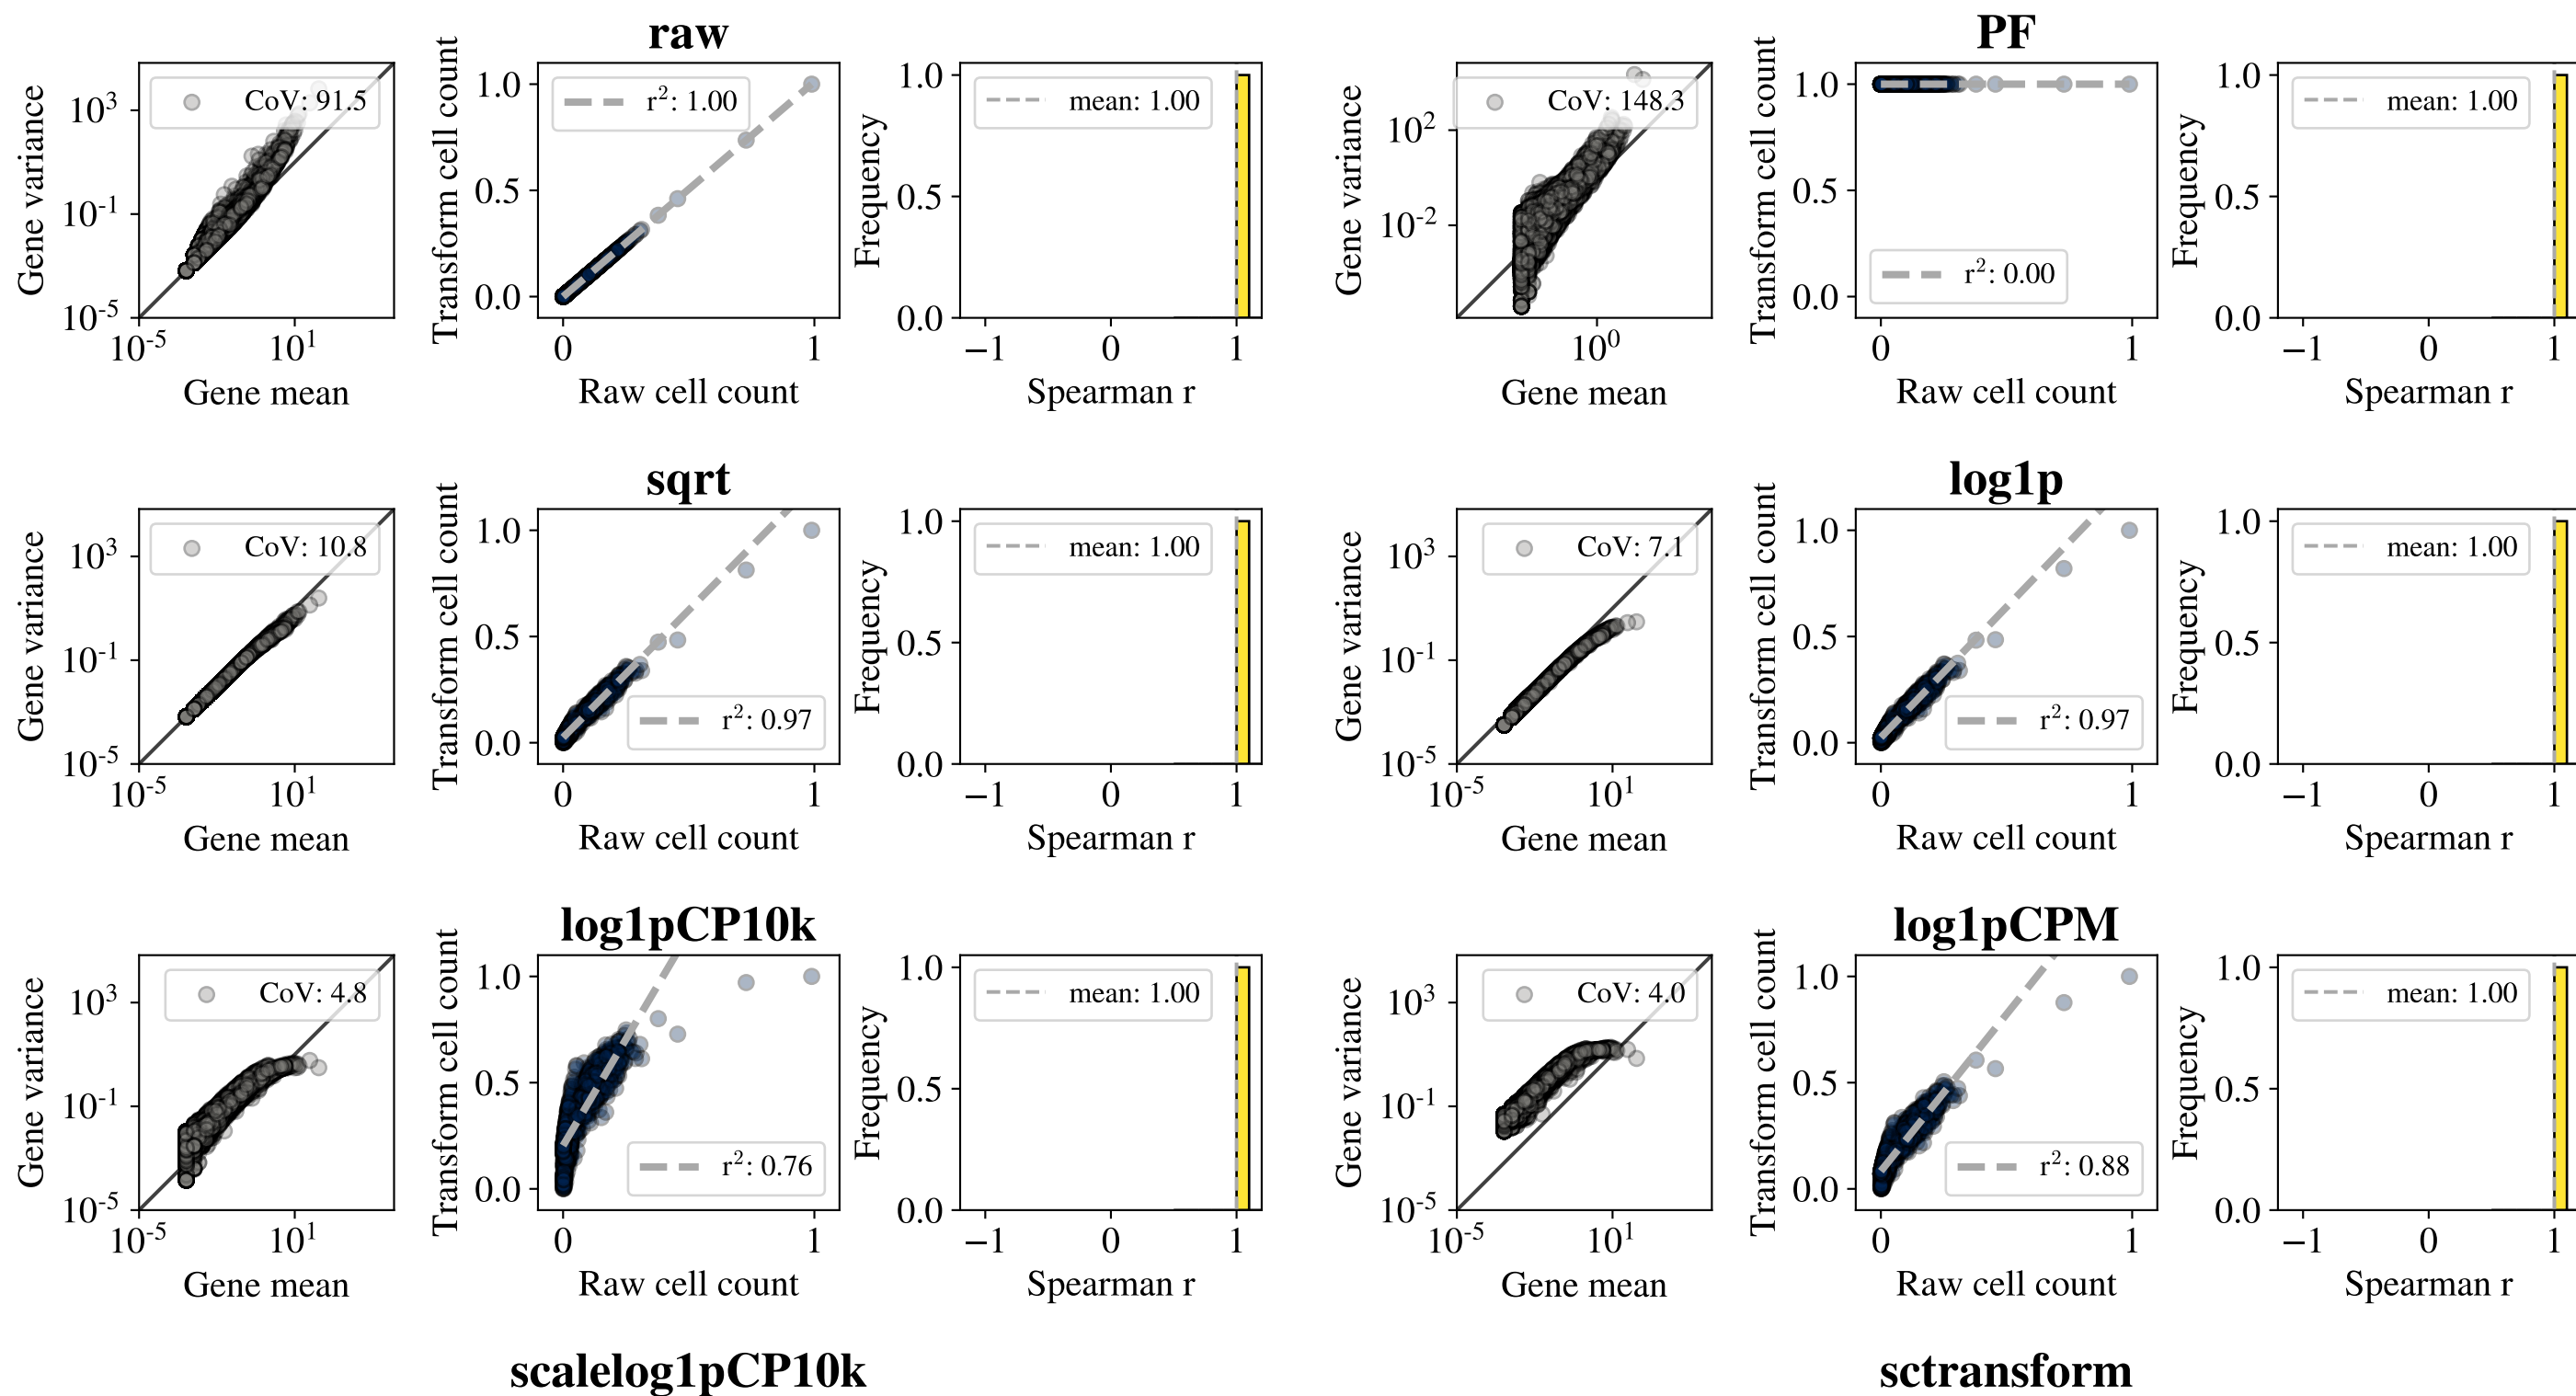 raw
PF
Gene variance
10³
10⁻¹
10⁻⁵
CoV: 91.5
10⁻⁵
10¹
Gene mean
Transform cell count
1.0
0.5
0.0
r²: 1.00
0
1
Raw cell count
Frequency
1.0
0.5
0.0
mean: 1.00
−1
0
1
Spearman r
Gene variance
10²
10⁻²
CoV: 148.3
10⁰
Gene mean
Transform cell count
1.0
0.5
0.0
r²: 0.00
0
1
Raw cell count
Frequency
1.0
0.5
0.0
mean: 1.00
−1
0
1
Spearman r
sqrt
log1p
Gene variance
10³
10⁻¹
10⁻⁵
CoV: 10.8
10⁻⁵
10¹
Gene mean
Transform cell count
1.0
0.5
0.0
r²: 0.97
0
1
Raw cell count
Frequency
1.0
0.5
0.0
mean: 1.00
−1
0
1
Spearman r
Gene variance
10³
10⁻¹
10⁻⁵
CoV: 7.1
10⁻⁵
10¹
Gene mean
Transform cell count
1.0
0.5
0.0
r²: 0.97
0
1
Raw cell count
Frequency
1.0
0.5
0.0
mean: 1.00
−1
0
1
Spearman r
log1pCP10k
log1pCPM
Gene variance
10³
10⁻¹
10⁻⁵
CoV: 4.8
10⁻⁵
10¹
Gene mean
Transform cell count
1.0
0.5
0.0
r²: 0.76
0
1
Raw cell count
Frequency
1.0
0.5
0.0
mean: 1.00
−1
0
1
Spearman r
Gene variance
10³
10⁻¹
10⁻⁵
CoV: 4.0
10⁻⁵
10¹
Gene mean
Transform cell count
1.0
0.5
0.0
r²: 0.88
0
1
Raw cell count
Frequency
1.0
0.5
0.0
mean: 1.00
−1
0
1
Spearman r
scalelog1pCP10k
sctransform